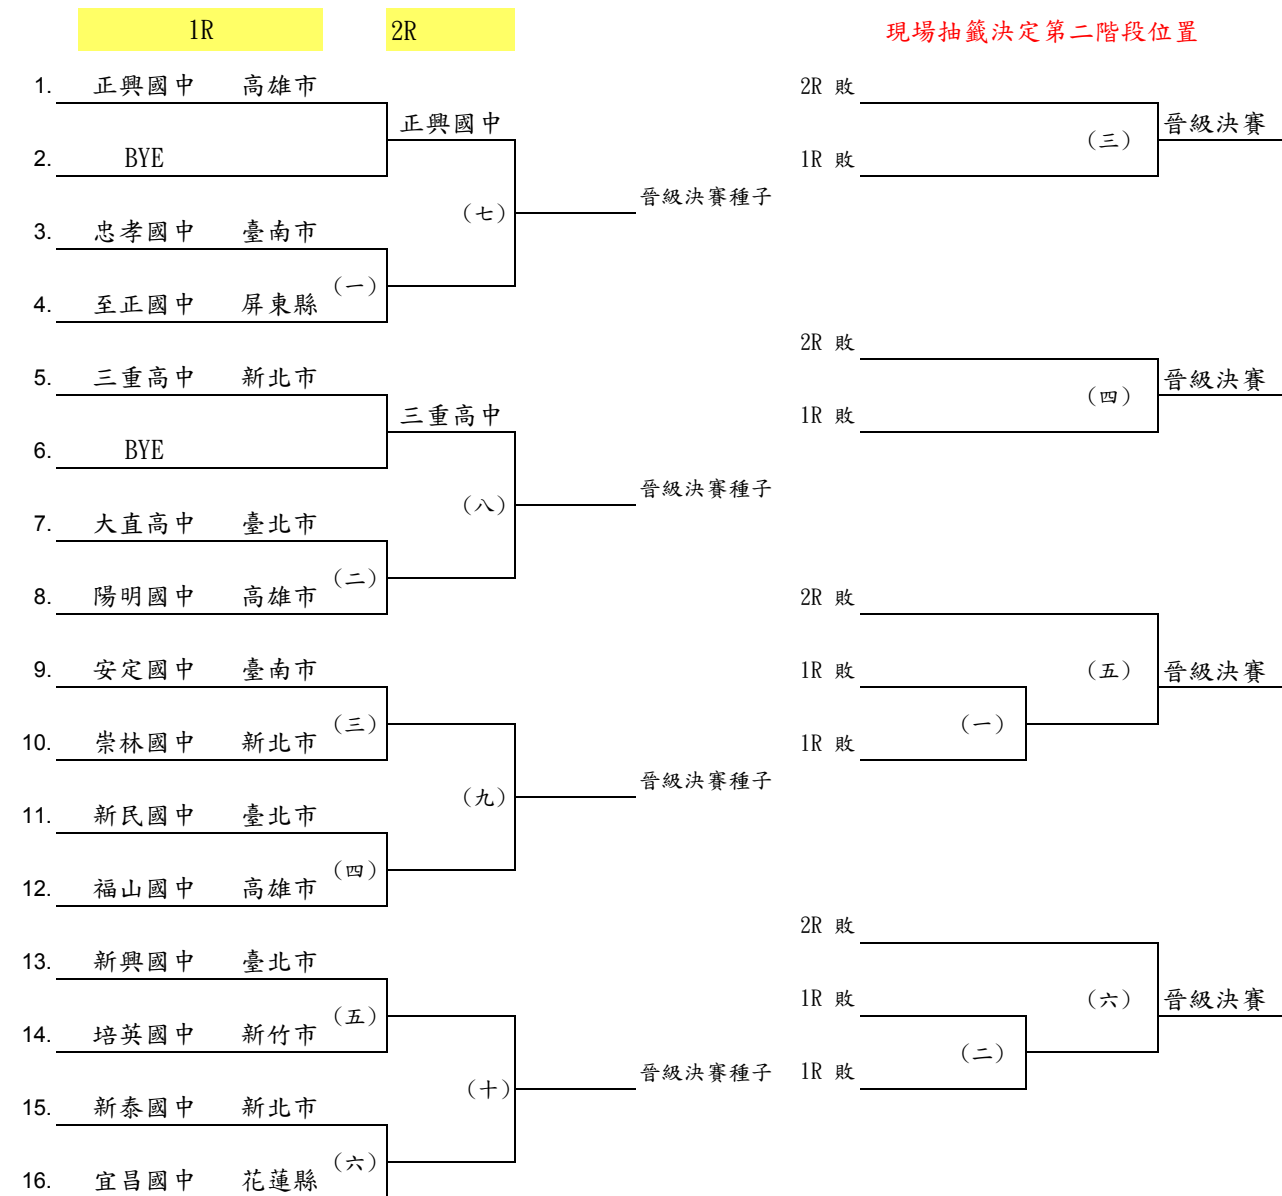 1R 2R 現場抽籤決定第二階段位置
1. 正興國中 高雄市 2R 敗
正興國中 (三) 晉級決賽
2. BYE 1R 敗
(七) 晉級決賽種子
3. 忠孝國中 臺南市
(一)
4. 至正國中 屏東縣
2R 敗
5. 三重高中 新北市 (四) 晉級決賽
三重高中 1R 敗
6. BYE
(八) 晉級決賽種子
7. 大直高中 臺北市
(二)
8. 陽明國中 高雄市 2R 敗
9. 安定國中 臺南市 1R 敗 (五) 晉級決賽
(三) (一)
10. 崇林國中 新北市 1R 敗
(九) 晉級決賽種子
11. 新民國中 臺北市
(四)
12. 福山國中 高雄市
2R 敗
13. 新興國中 臺北市
(五) 1R 敗 (六) 晉級決賽
14. 培英國中 新竹市 (二)
(十) 晉級決賽種子 1R 敗
15. 新泰國中 新北市
(六)
16. 宜昌國中 花蓮縣